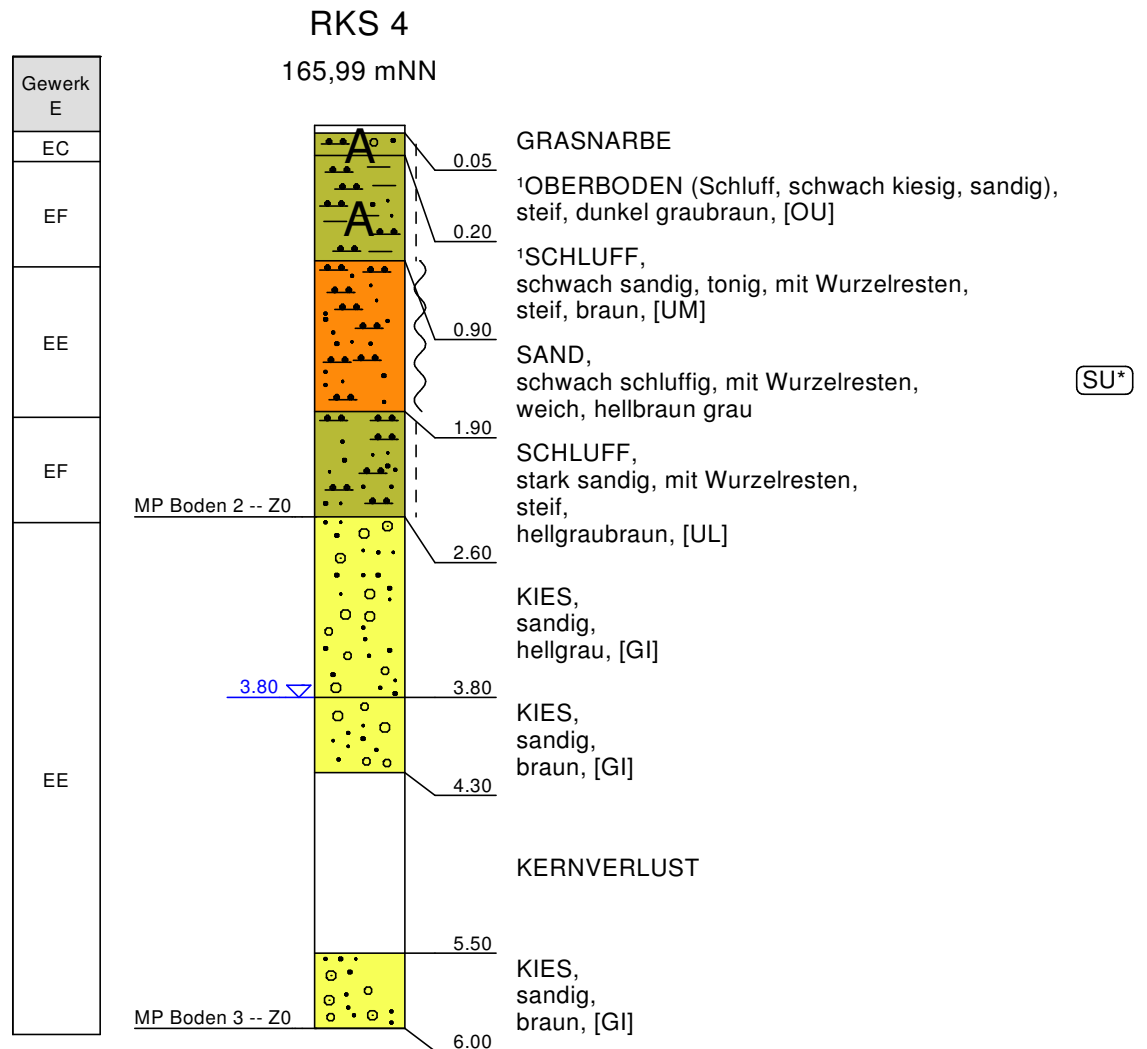 RKS 4
165,99 mNN
Gewerk
E
EC
EF
EE
EF
EE
A
A
0.05
GRASNARBE
0.20
¹OBERBODEN (Schluff, schwach kiesig, sandig),
steif, dunkel graubraun, [OU]
0.90
¹SCHLUFF,
schwach sandig, tonig, mit Wurzelresten,
steif, braun, [UM]
1.90
SAND,
schwach schluffig, mit Wurzelresten,
weich, hellbraun grau
SU*
2.60
SCHLUFF,
stark sandig, mit Wurzelresten,
steif,
hellgraubraun, [UL]
MP Boden 2 -- Z0
3.80
KIES,
sandig,
hellgrau, [GI]
3.80
4.30
KIES,
sandig,
braun, [GI]
5.50
KERNVERLUST
6.00
KIES,
sandig,
braun, [GI]
MP Boden 3 -- Z0